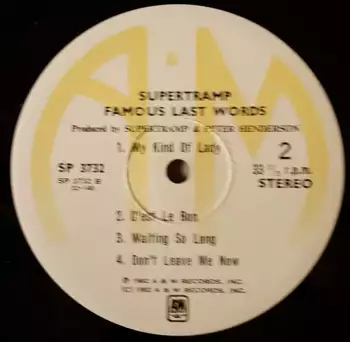 A·M
SUPERTRAMP
FAMOUS LAST WORDS
Produced by SUPERTRAMP & PETER HENDERSON
1. My Kind Of Lady
SP 3732
2
33 ⅓ r.p.m.
STEREO
2. C'est Le Bon
3. Waiting So Long
4. Don't Leave Me Now
Ⓟ 1982 A & M RECORDS, INC.
(C) 1982 A & M RECORDS, INC.
A&M